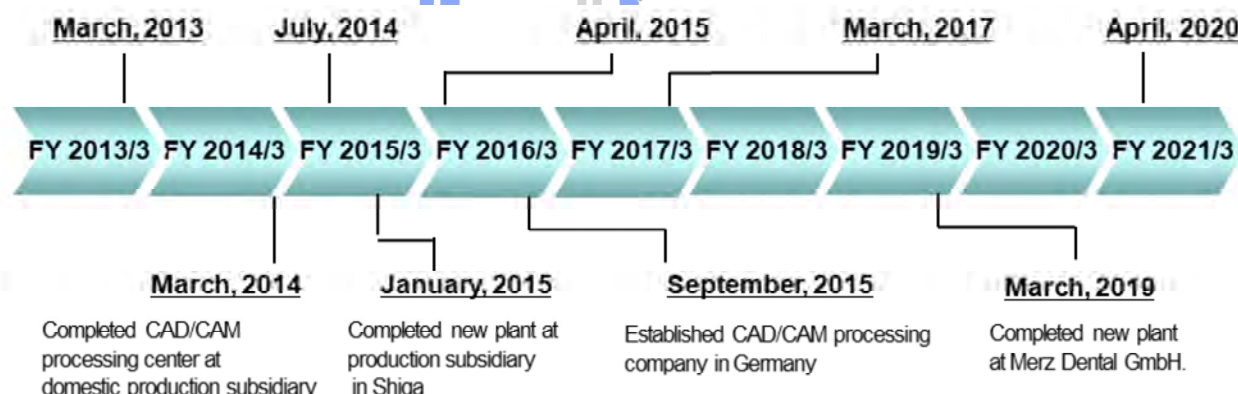 March, 2013 July, 2014 April, 2015 March, 2017 April, 2020
FY 2013/3 FY 2014/3 FY 2015/3 FY 2016/3 FY 2017/3 FY 2018/3 FY 2019/3 FY 2020/3 FY 2021/3
March, 2014
Completed CAD/CAM
processing center at
domestic production subsidiary
January, 2015
Completed new plant at
production subsidiary
in Shiga
September, 2015
Established CAD/CAM processing
company in Germany
March, 2019
Completed new plant
at Merz Dental GmbH.